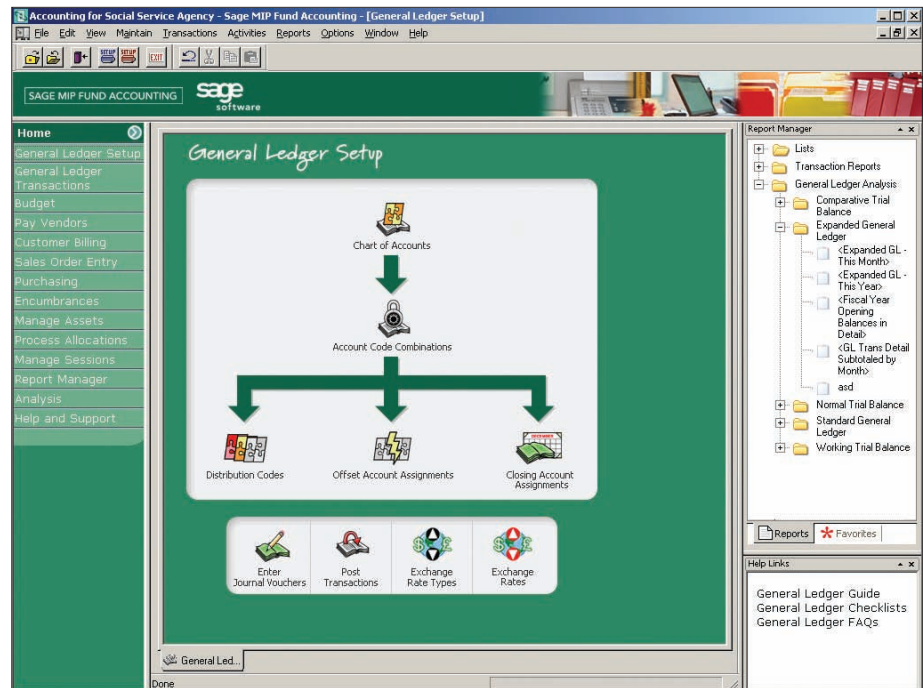 Accounting for Social Service Agency - Sage MIP Fund Accounting - [General Ledger Setup]
File Edit View Maintain Transactions Activities Reports Options Window Help
SETUP SETUP EXIT
SAGE MIP FUND ACCOUNTING
sage
software
Home
General Ledger Setup
General Ledger
Transactions
Budget
Pay Vendors
Customer Billing
Sales Order Entry
Purchasing
Encumbrances
Manage Assets
Process Allocations
Manage Sessions
Report Manager
Analysis
Help and Support
General Ledger Setup
Chart of Accounts
Account Code Combinations
Distribution Codes
Offset Account Assignments
Closing Account
Assignments
Enter
Journal Vouchers
Post
Transactions
Exchange
Rate Types
Exchange
Rates
General Led...
Done
Report Manager
Lists
Transaction Reports
General Ledger Analysis
Comparative Trial
Balance
Expanded General
Ledger
<Expanded GL -
This Month>
<Expanded GL -
This Year>
<Fiscal Year
Opening
Balances in
Detail>
<GL Trans Detail
Subtotaled by
Month>
asd
Normal Trial Balance
Standard General
Ledger
Working Trial Balance
Reports
Favorites
Help Links
General Ledger Guide
General Ledger Checklists
General Ledger FAQs